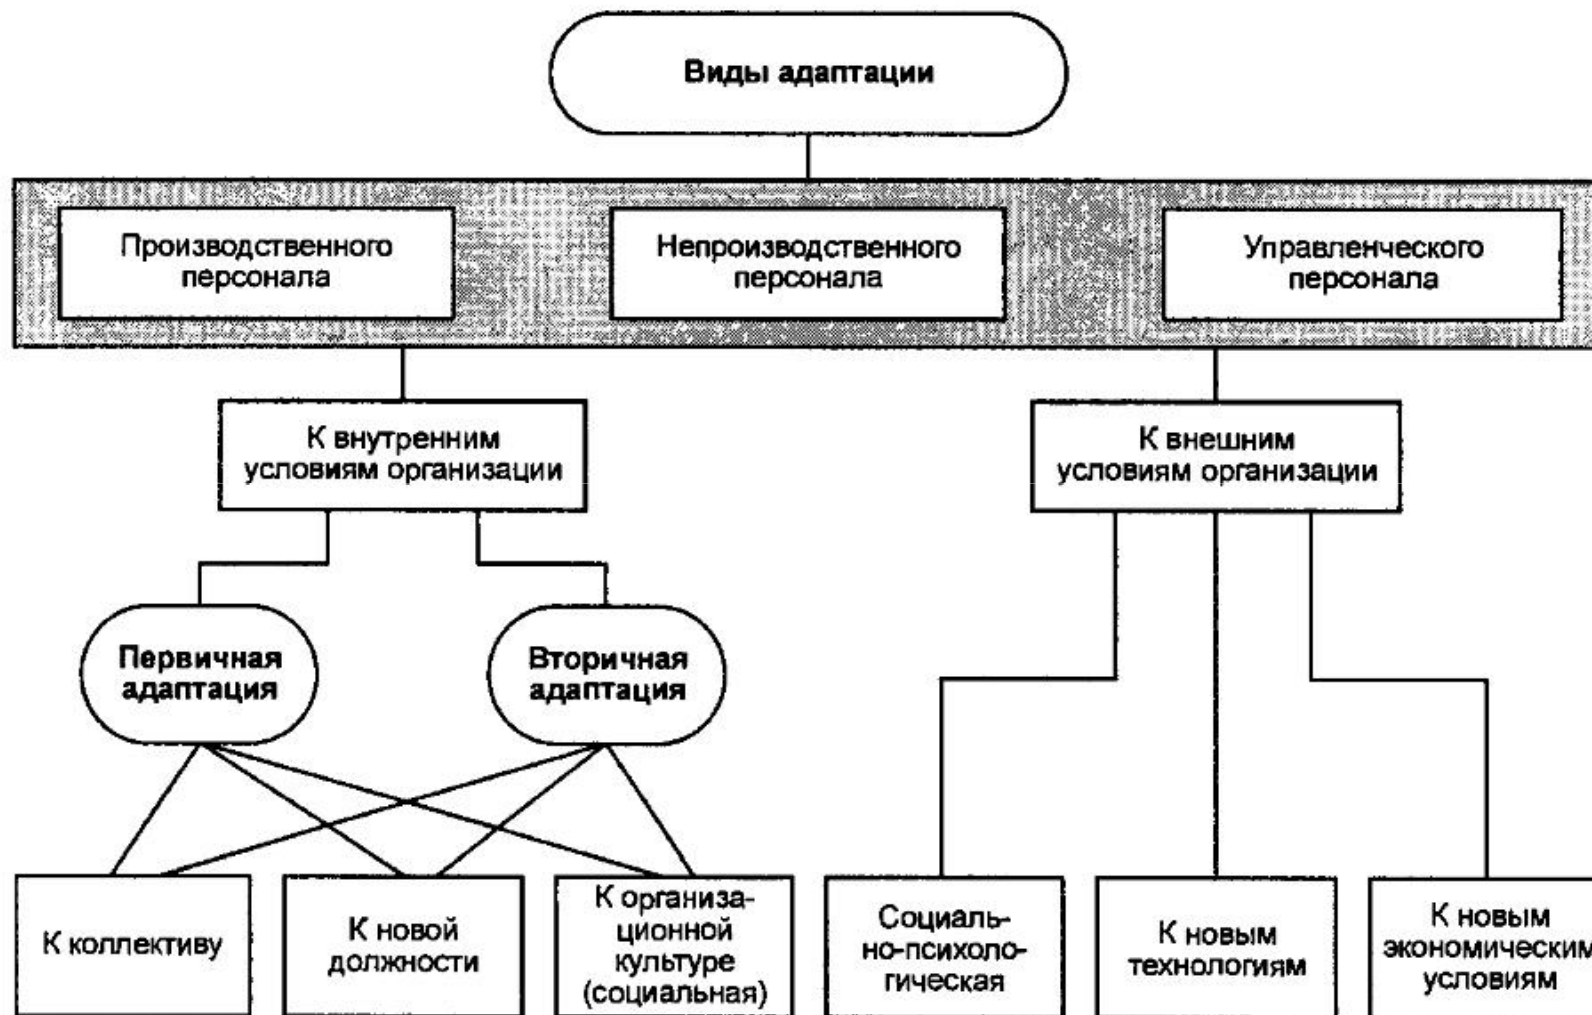 Виды адаптации
Производственного
персонала
Непроизводственного
персонала
Управленческого
персонала
К внутренним
условиям организации
К внешним
условиям организации
Первичная
адаптация
Вторичная
адаптация
К коллективу
К новой
должности
К организа-
ционной
культуре
(социальная)
Социаль-
но-психоло-
гическая
К новым
технологиям
К новым
экономическим
условиям